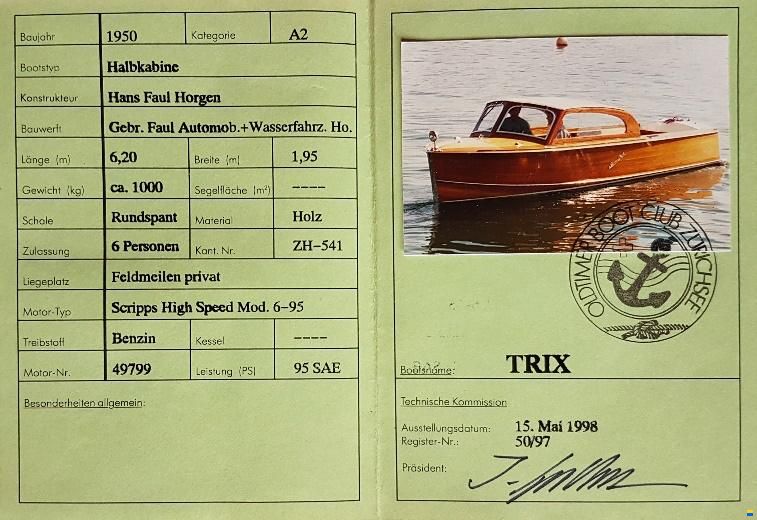 Baujahr 1950 Kategorie A2
Bootstyp Halbkabine
Konstrukteur Hans Faul Horgen
Bauwerft Gebr. Faul Automob.+Wasserfahrz. Ho.
Länge (m) 6,20 Breite (m) 1,95
Gewicht (kg) ca. 1000 Segelfläche (m²) ----
Schale Rundspant Material Holz
Zulassung 6 Personen Kant. Nr. ZH-541
Liegeplatz Feldmeilen privat
Motor-Typ Scripps High Speed Mod. 6-95
Treibstoff Benzin Kessel ----
Motor-Nr. 49799 Leistung (PS) 95 SAE
Besonderheiten allgemein:
OLDTIMER BOOT CLUB ZÜRICHSEE
Bootsname: TRIX
Technische Kommission
Ausstellungsdatum: 15. Mai 1998
Register-Nr.: 50/97
Präsident: